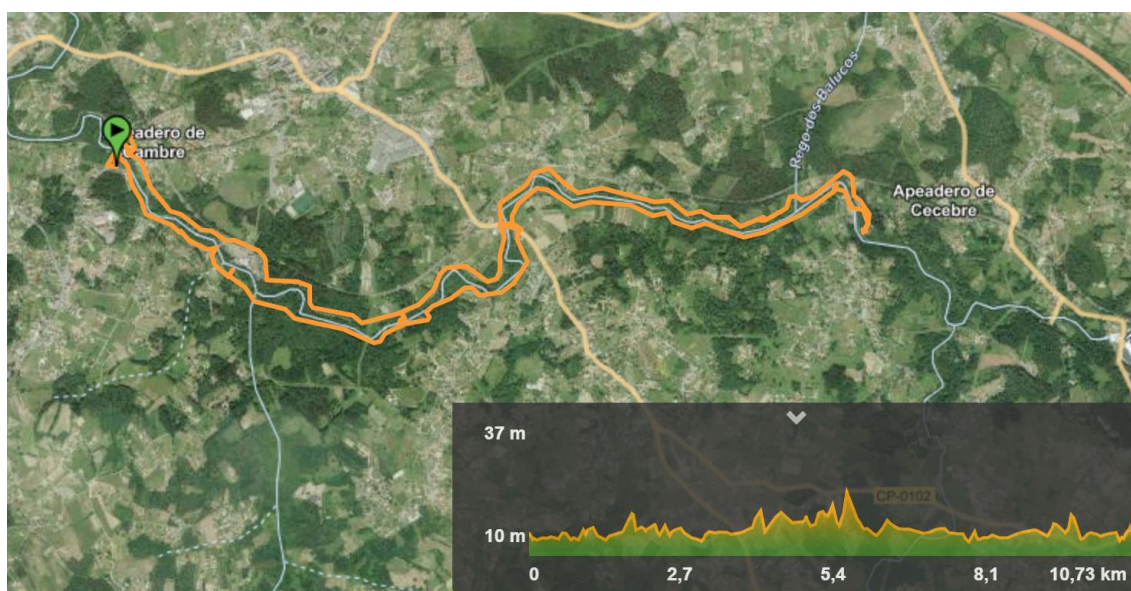 Rego dos Balucos
Apeadero de
Cambre
Apeadero de
Cecebre
37 m
CP-0102
10 m
0 2,7 5,4 8,1 10,73 km